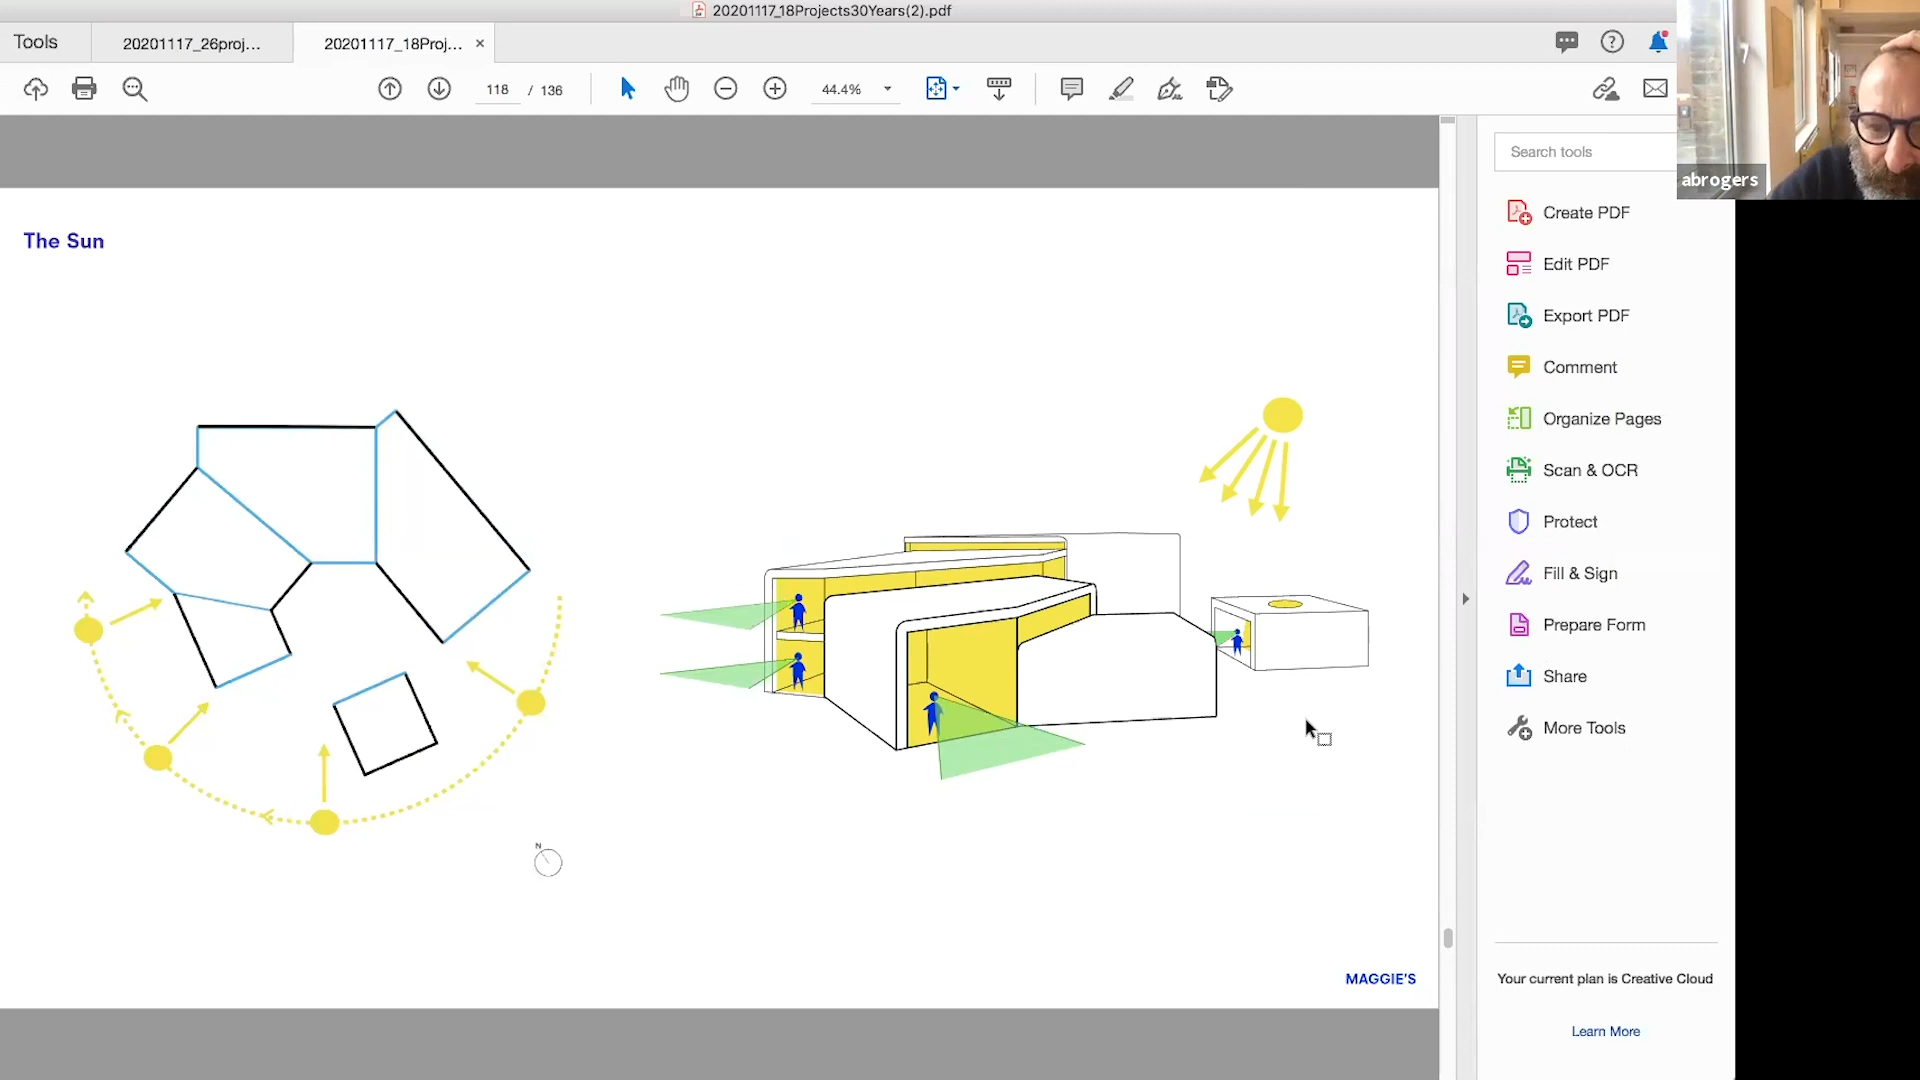 20201117_18Projects30Years(2).pdf
Tools
20201117_26proj...
20201117_18Proj...
118 / 136
44.4%
Search tools
abrogers
Create PDF
Edit PDF
Export PDF
Comment
Organize Pages
Scan & OCR
Protect
Fill & Sign
Prepare Form
Share
More Tools
Your current plan is Creative Cloud
Learn More
The Sun
N
MAGGIE'S